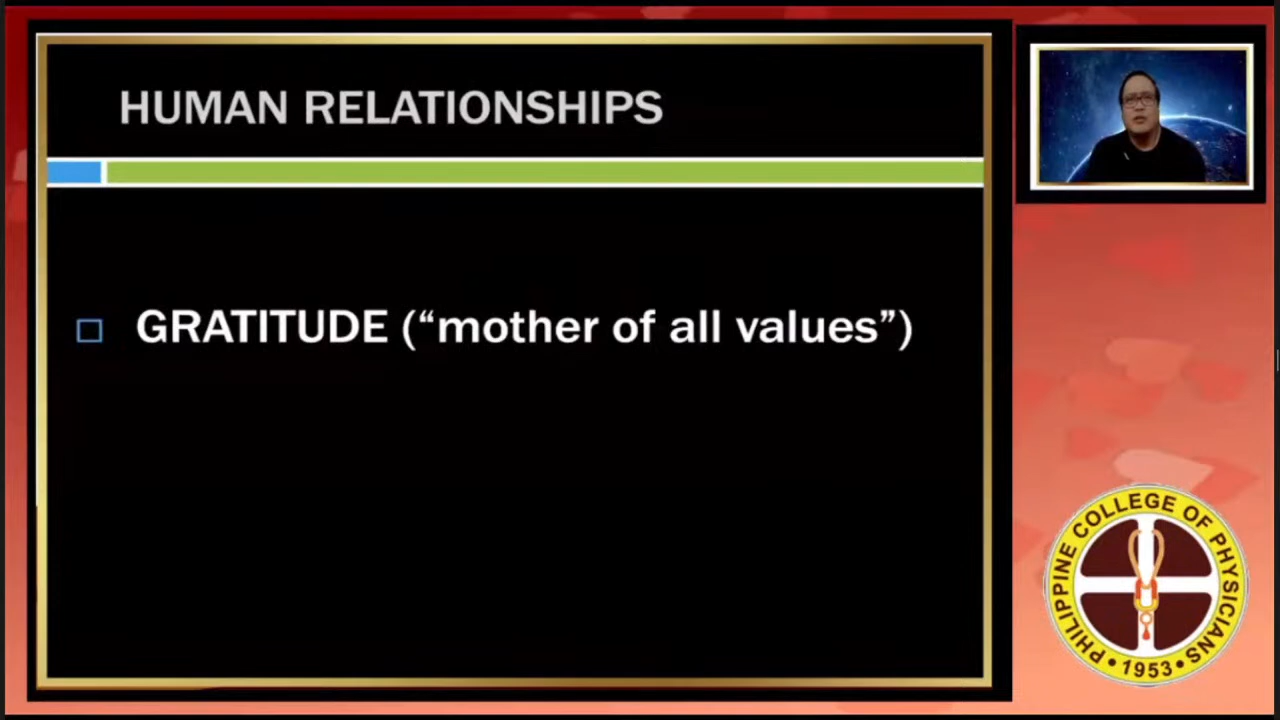 HUMAN RELATIONSHIPS
GRATITUDE (“mother of all values”)
PHILIPPINE COLLEGE OF PHYSICIANS
• 1953 •